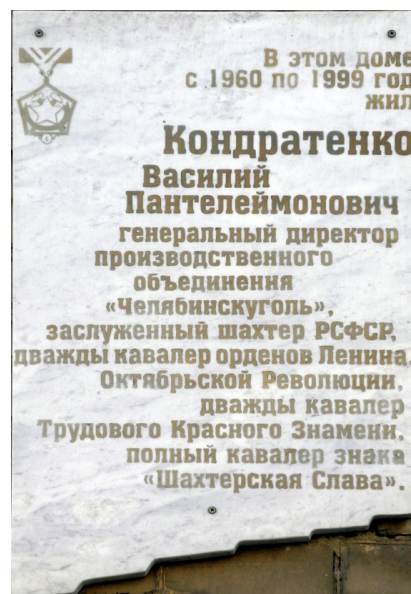 В этом доме
с 1960 по 1999 год
жил
Кондратенко
Василий
Пантелеймонович
генеральный директор
производственного
объединения
«Челябинскуголь»,
заслуженный шахтер РСФСР,
дважды кавалер орденов Ленина,
Октябрьской Революции,
дважды кавалер
Трудового Красного Знамени,
полный кавалер знака
«Шахтерская Слава».